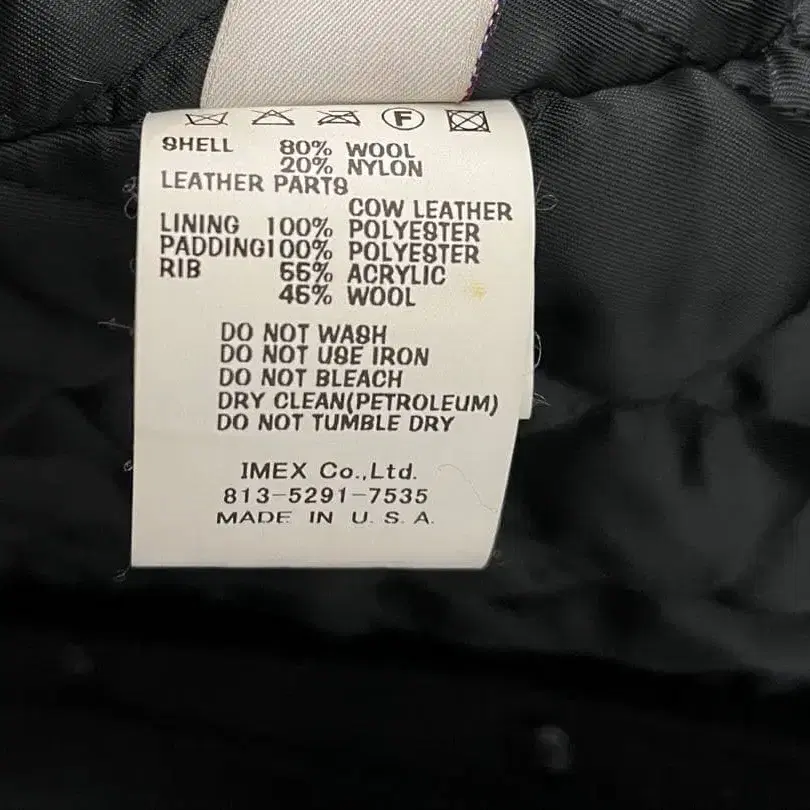 F
SHELL 80% WOOL
20% NYLON
LEATHER PARTS
COW LEATHER
LINING 100% POLYESTER
PADDING100% POLYESTER
RIB 55% ACRYLIC
45% WOOL
DO NOT WASH
DO NOT USE IRON
DO NOT BLEACH
DRY CLEAN(PETROLEUM)
DO NOT TUMBLE DRY
IMEX Co.,Ltd.
813-5291-7535
MADE IN U.S.A.